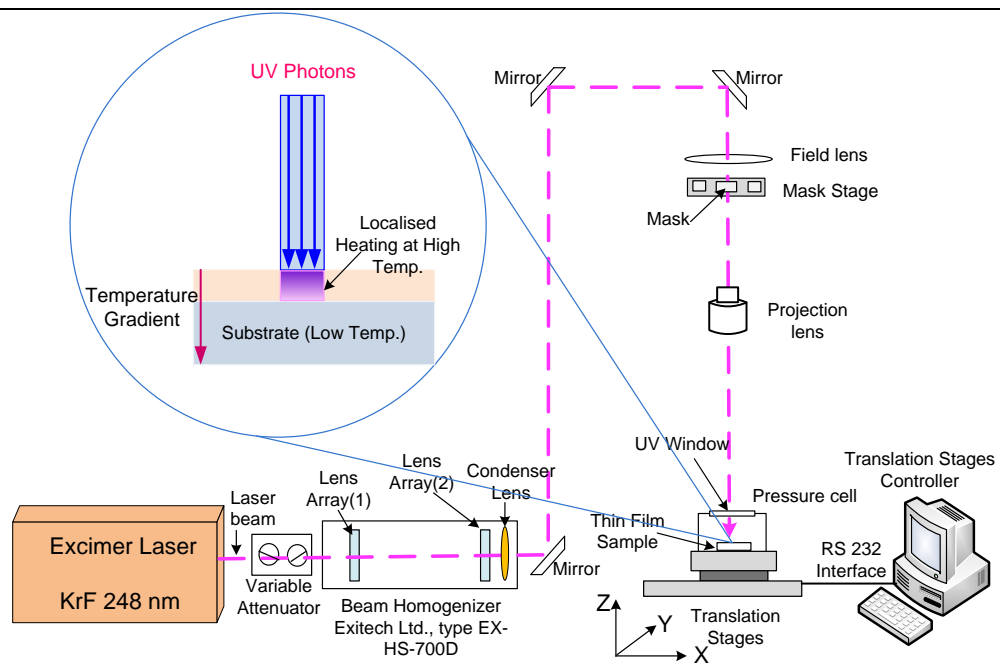 UV Photons
Localised
Heating at High
Temp.
Temperature
Gradient
Substrate (Low Temp.)
Mirror
Mirror
Field lens
Mask Stage
Mask
Projection
lens
UV Window
Pressure cell
Thin Film
Sample
Translation Stages
Controller
RS 232
Interface
Translation
Stages
Z
Y
X
Excimer Laser
KrF 248 nm
Laser
beam
Variable
Attenuator
Lens
Array(1)
Lens
Array(2)
Condenser
Lens
Mirror
Beam Homogenizer
Exitech Ltd., type EX-
HS-700D